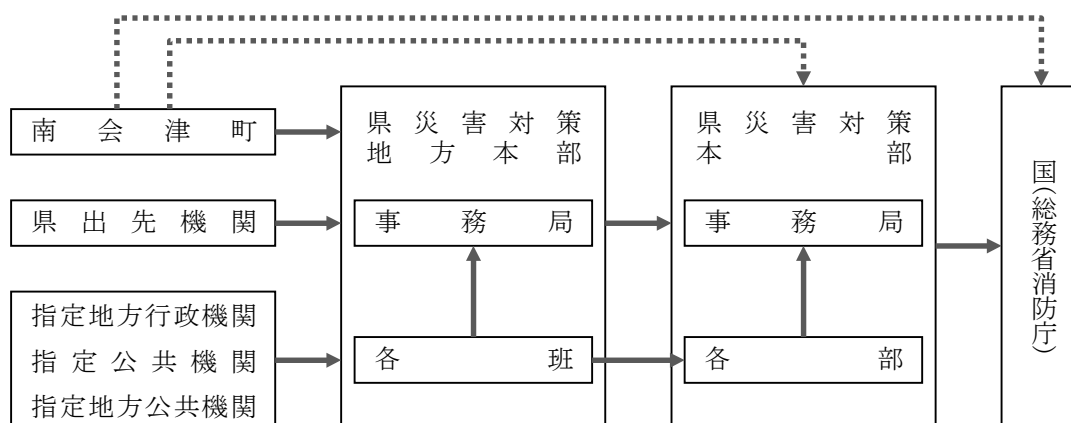 南会津町
県出先機関
指定地方行政機関
指定公共機関
指定地方公共機関
県災害対策
地方本部
事務局
各班
県災害対策
本部
事務局
各部
国(総務省消防庁)